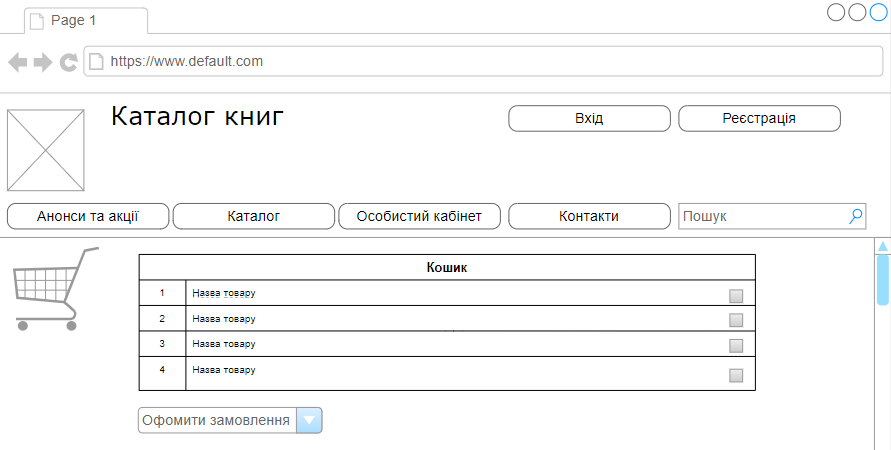 Page 1
https://www.default.com
Каталог книг
Вхід
Реєстрація
Анонси та акції
Каталог
Особистий кабінет
Контакти
Пошук
Кошик
1 Назва товару
2 Назва товару
3 Назва товару
4 Назва товару
Офомити замовлення